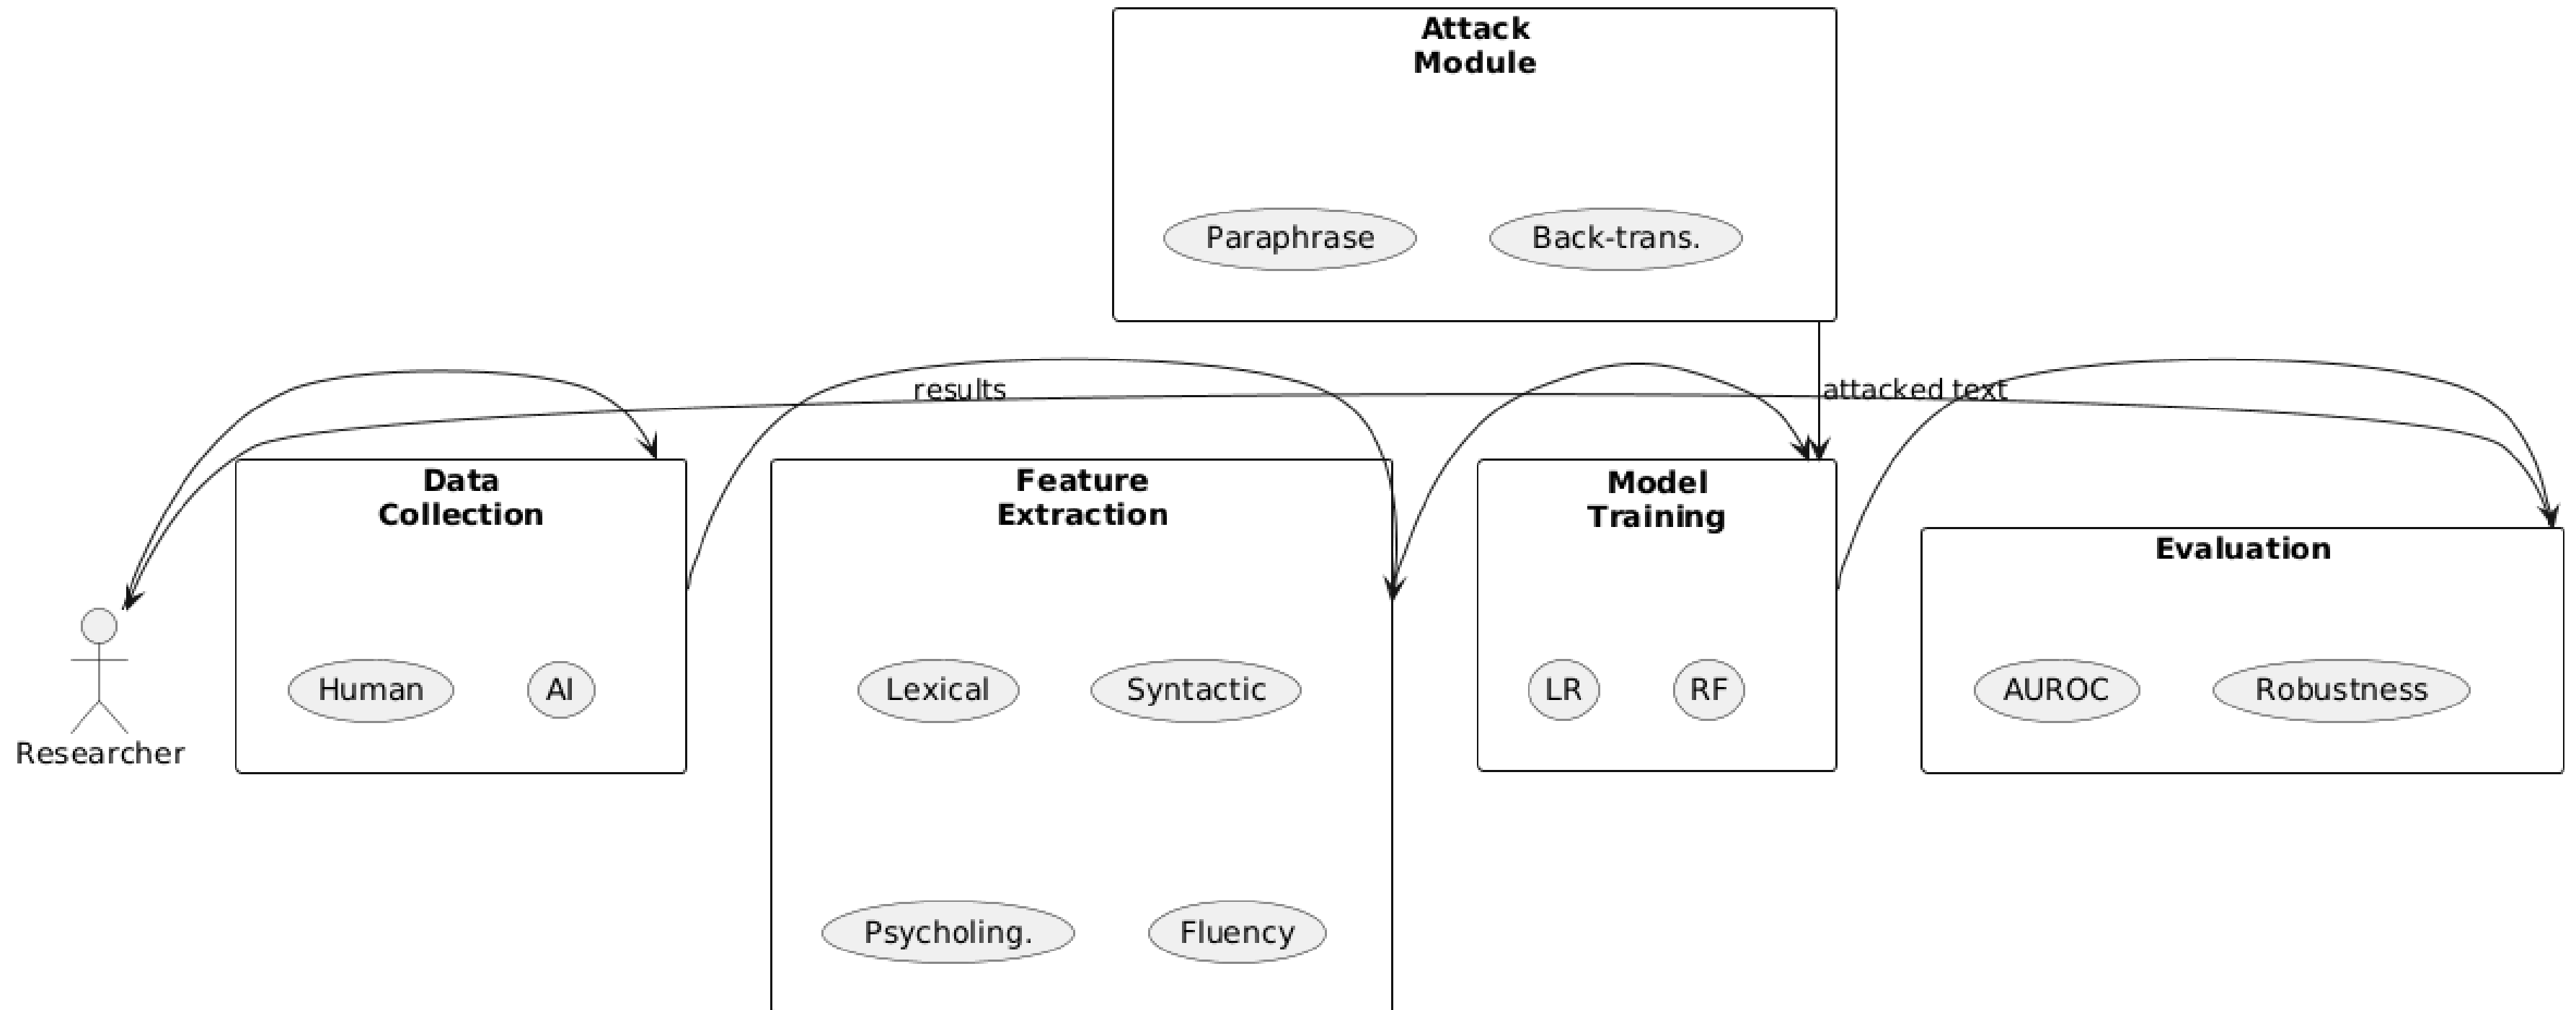 Attack
Module
Paraphrase
Back-trans.
results
attacked text
Data
Collection
Feature
Extraction
Model
Training
Evaluation
Human
AI
Lexical
Syntactic
LR
RF
AUROC
Robustness
Researcher
Psycholing.
Fluency